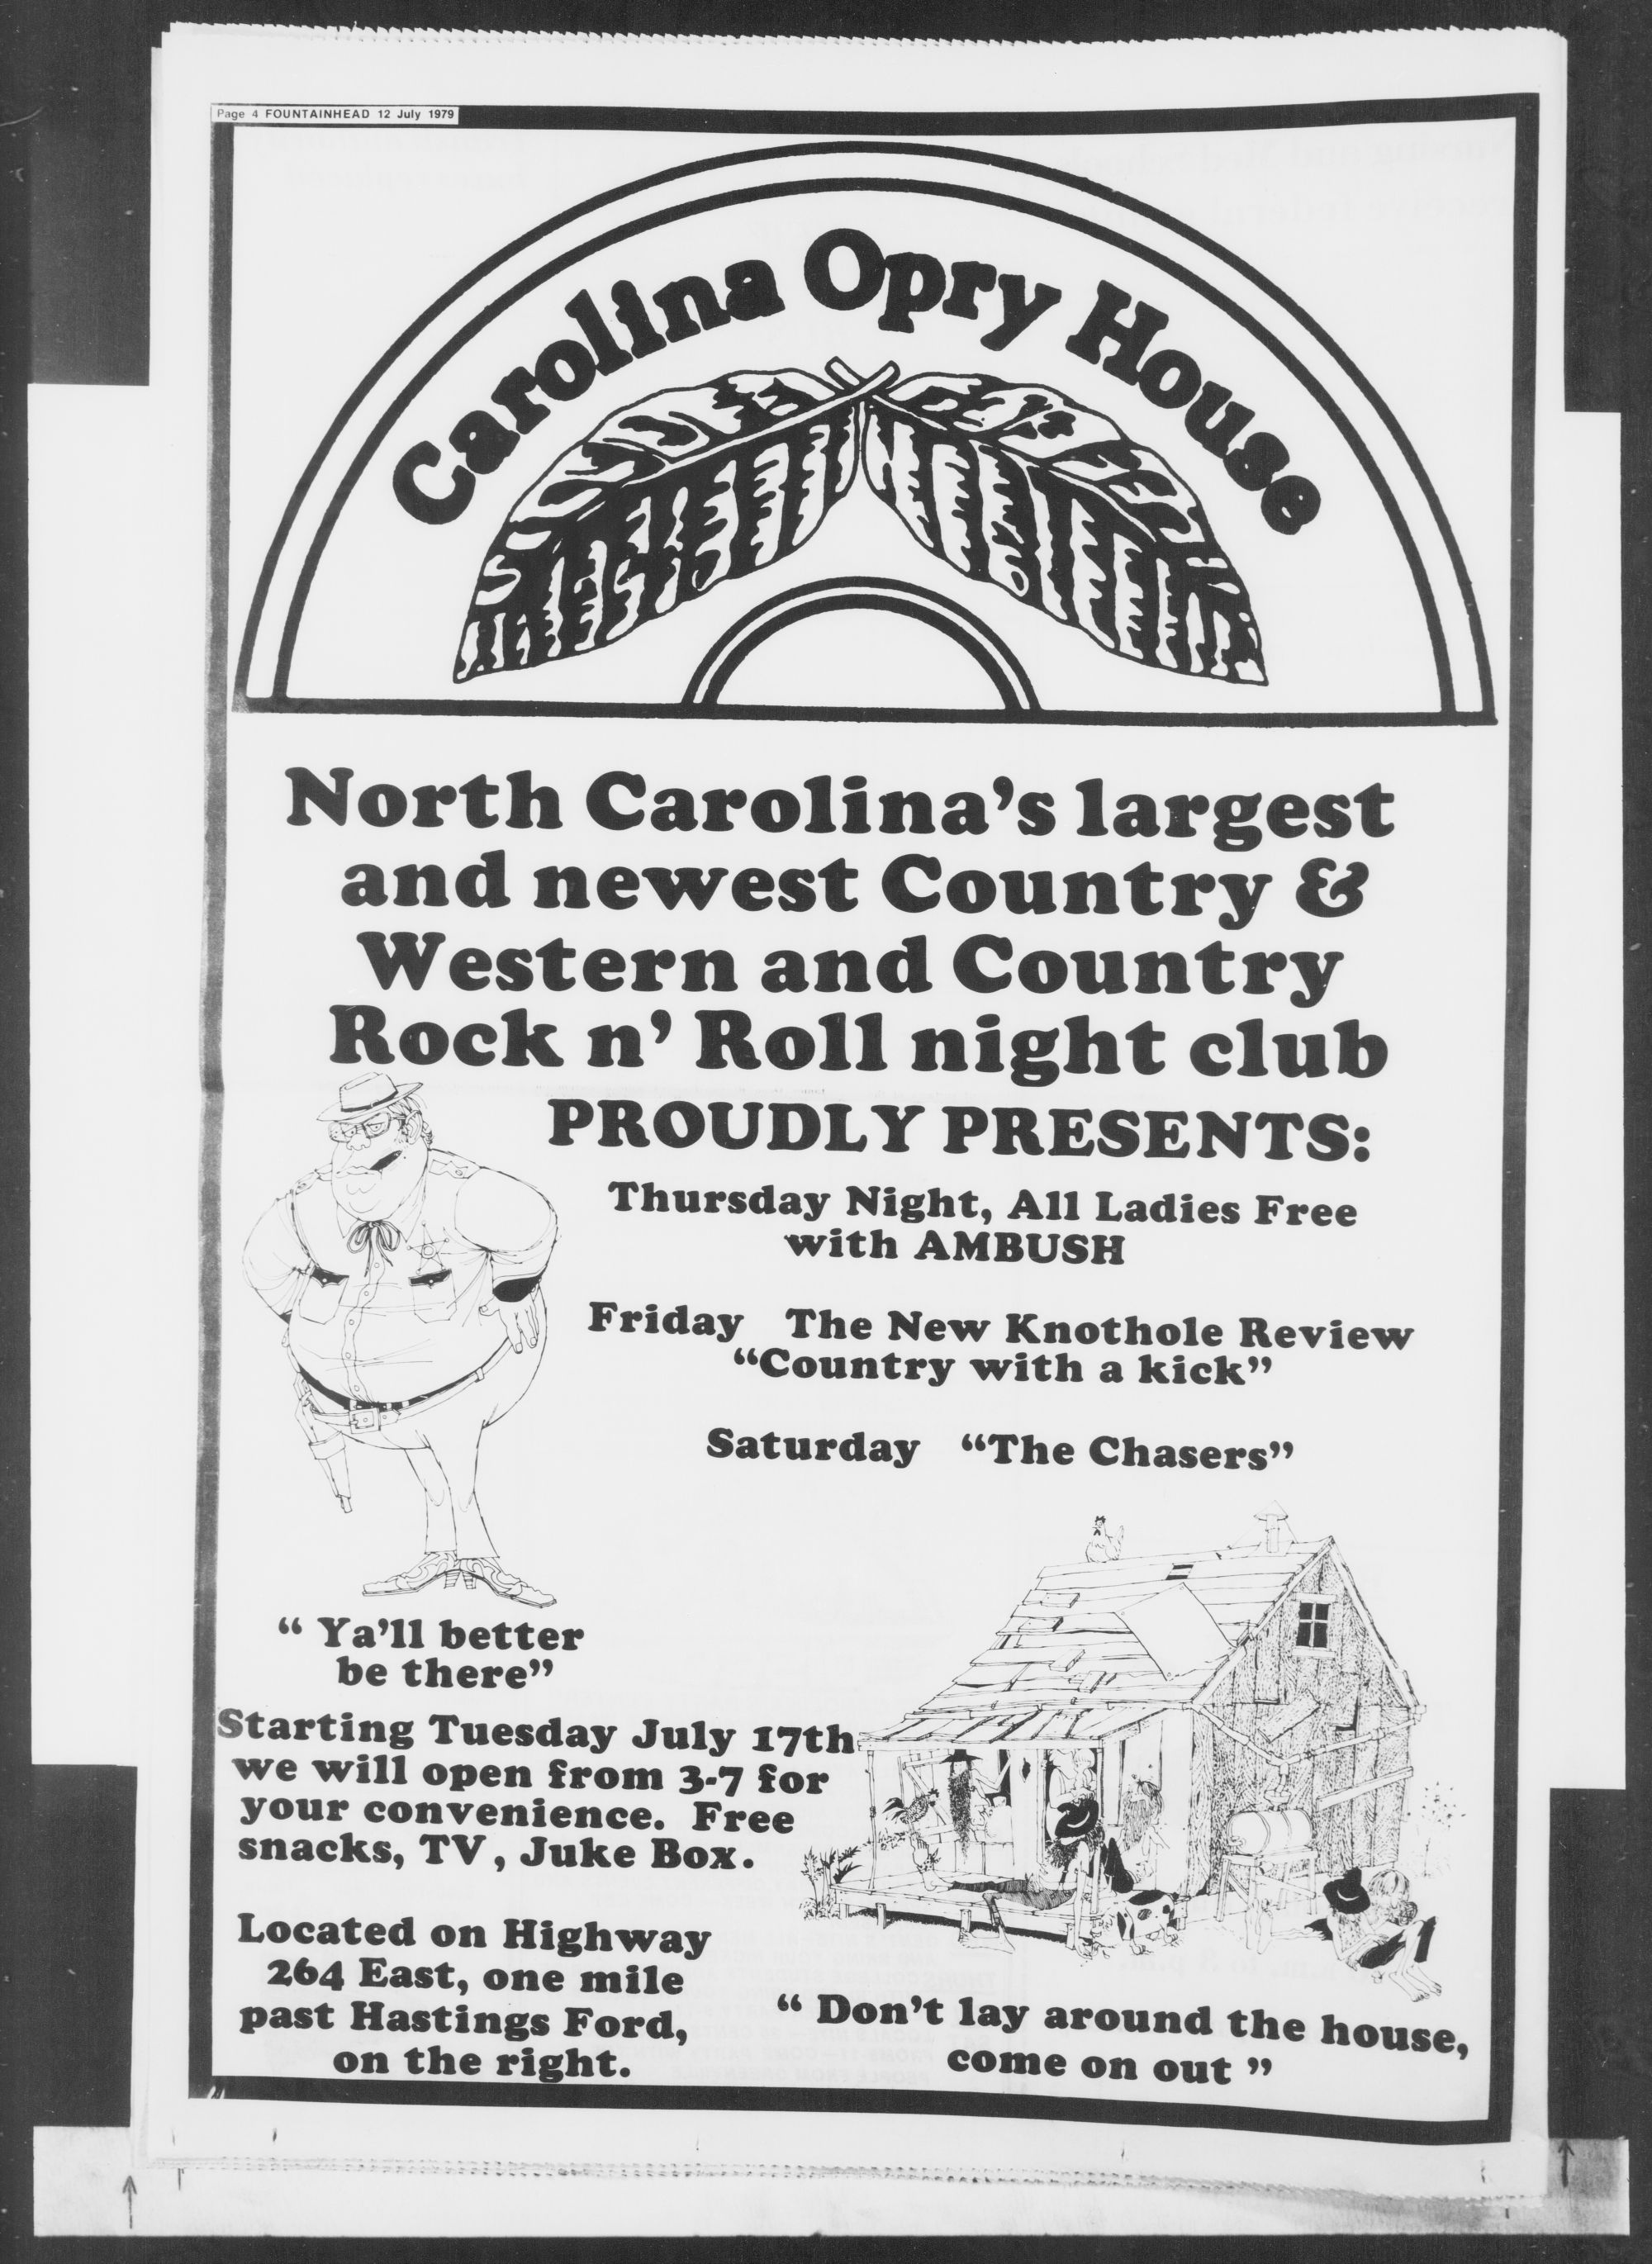 Page 4 FOUNTAINHEAD 12 July 1979
Carolina Opry House
North Carolina's largest
and newest Country &
Western and Country
Rock n' Roll night club
PROUDLY PRESENTS:
Thursday Night, All Ladies Free
with AMBUSH
Friday The New Knothole Review
"Country with a kick"
Saturday "The Chasers"
" Ya'll better
be there"
Starting Tuesday July 17th
we will open from 3-7 for
your convenience. Free
snacks, TV, Juke Box.
Located on Highway
264 East, one mile
past Hastings Ford,
on the right.
" Don't lay around the house,
come on out "